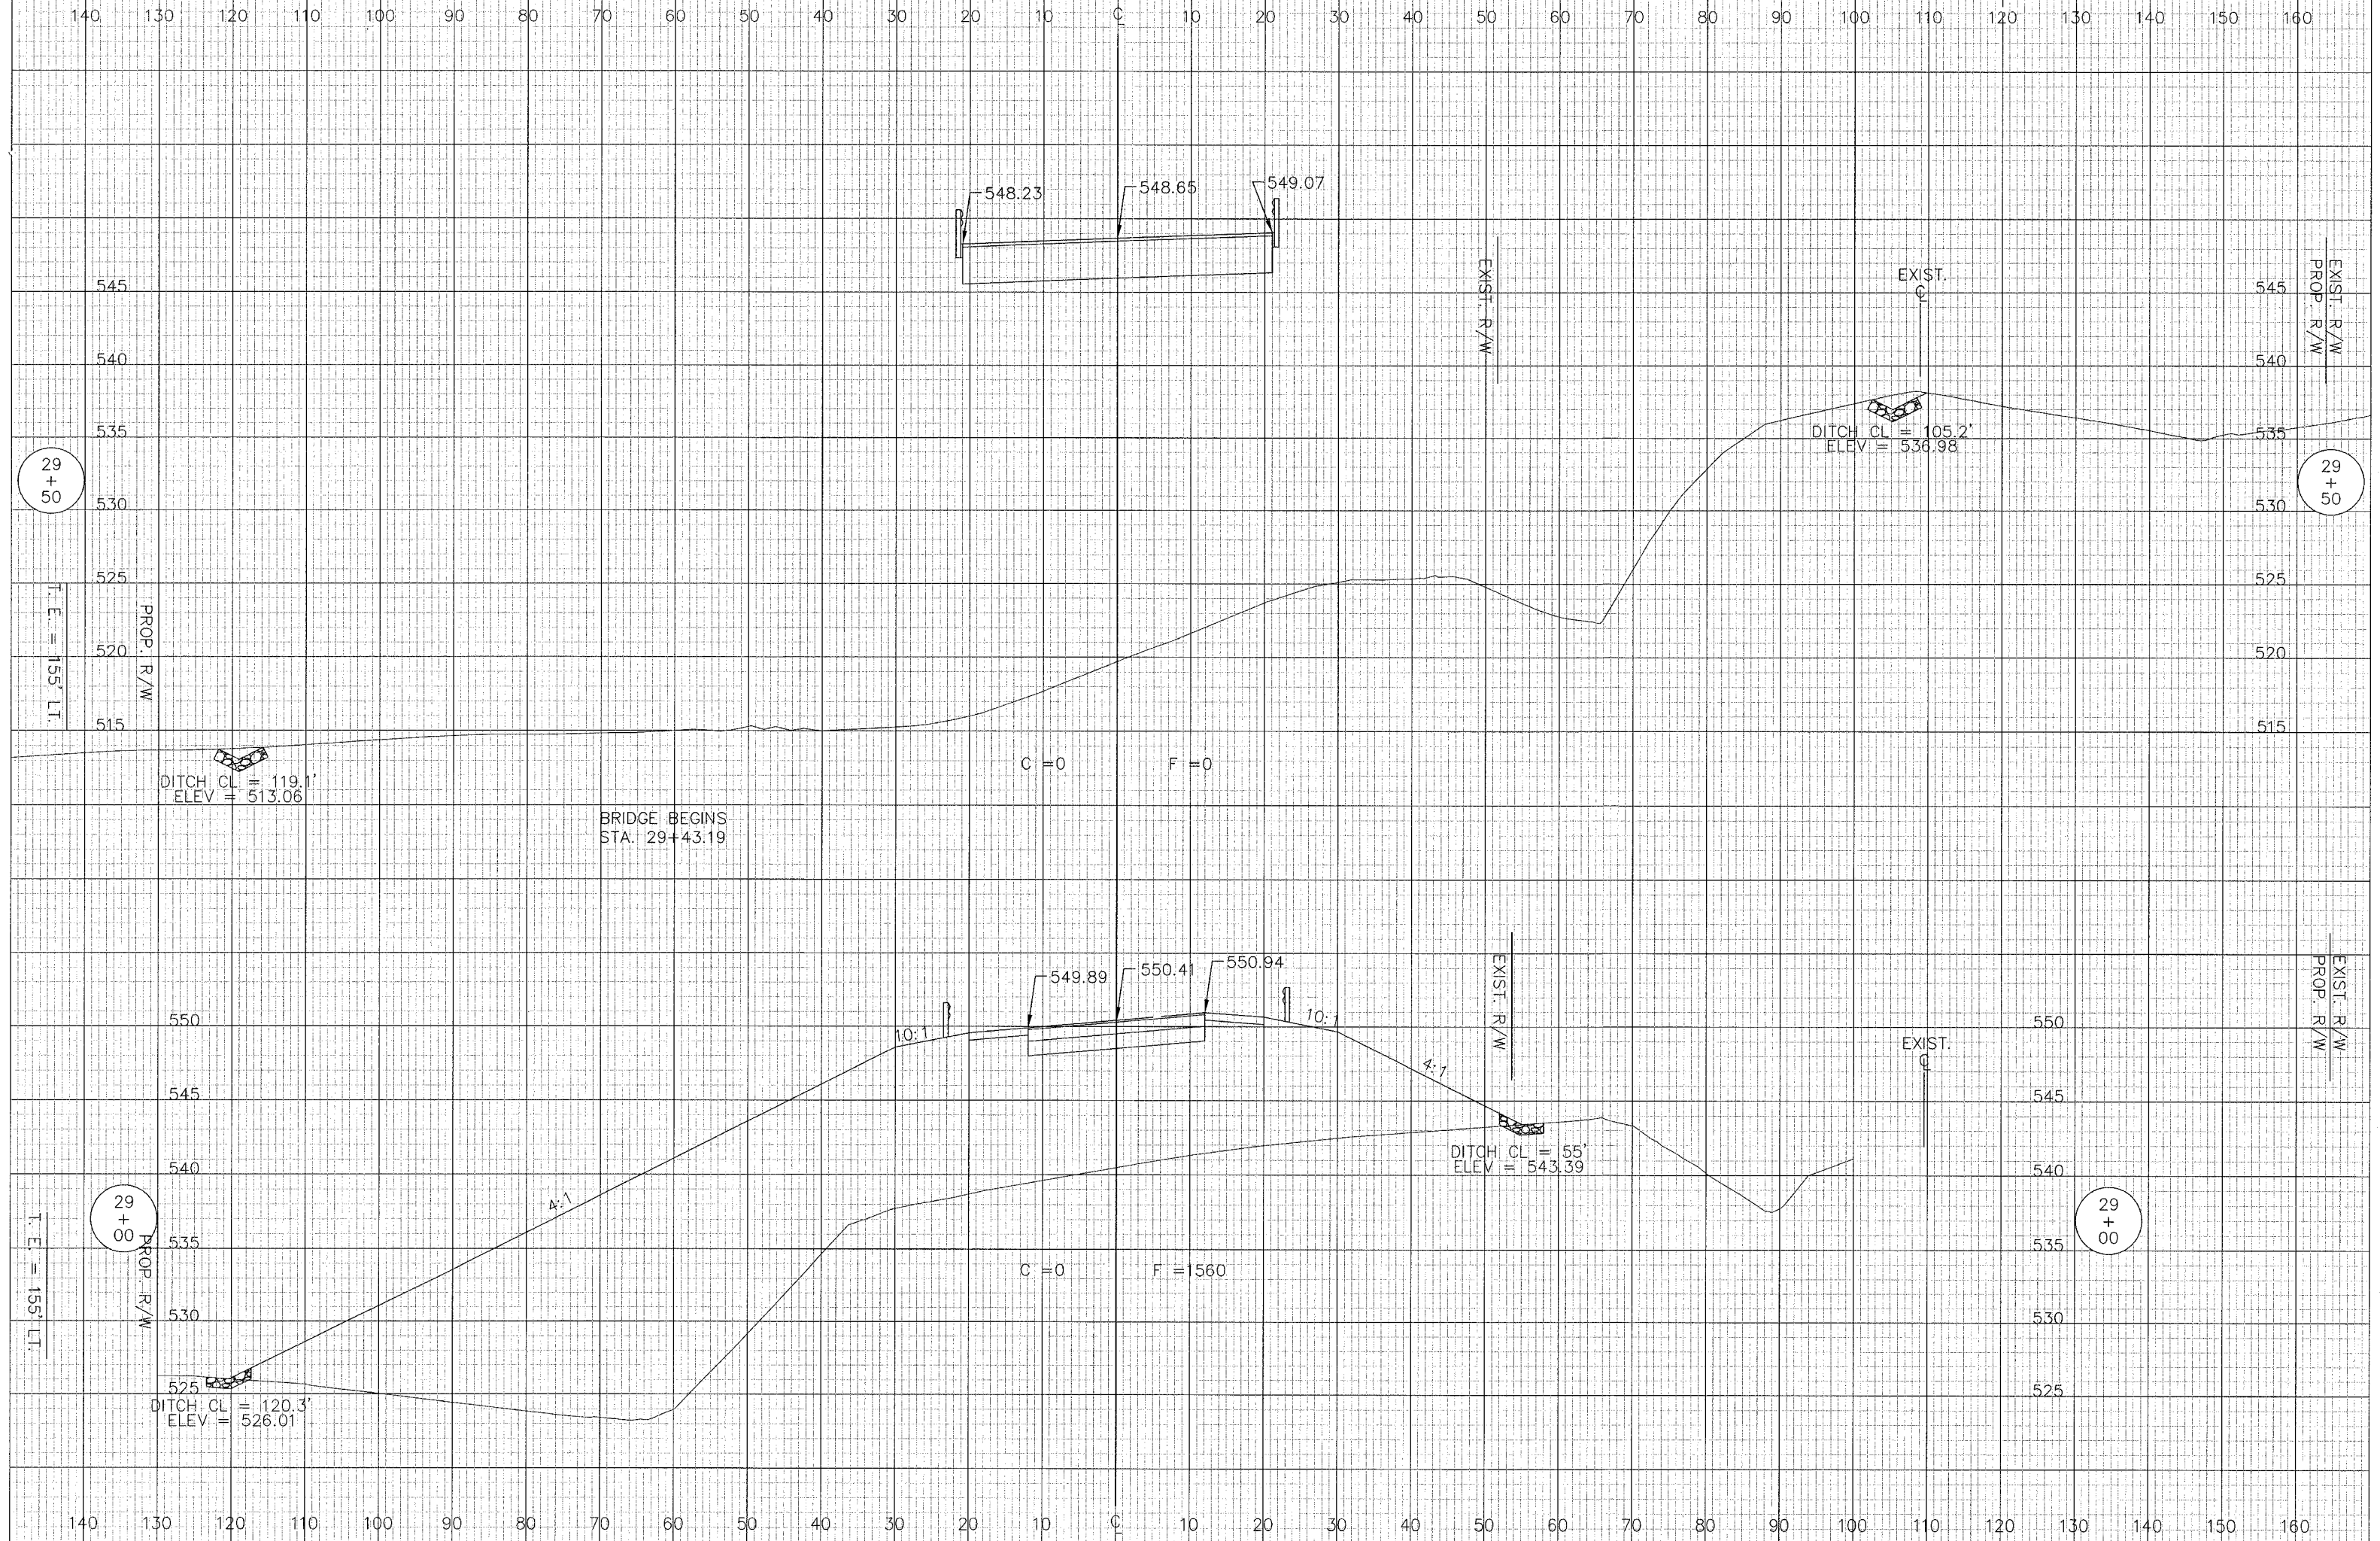 140 130 120 110 100 90 80 70 60 50 40 30 20 10 ℄ 10 20 30 40 50 60 70 80 90 100 110 120 130 140 150 160
548.23 548.65 549.07
EXIST. R/W
EXIST.
℄
PROP. R/W
EXIST. R/W
545 545
540 540
535 535
530 530
525 525
520 520
515 515
DITCH CL = 105.2'
ELEV = 536.98
29
+
50
29
+
50
T. E. = 155' LT.
PROP. R/W
DITCH CL = 119.1'
ELEV = 513.06
C =0 F =0
BRIDGE BEGINS
STA. 29+43.19
549.89 550.41 550.94
10:1 10:1
4:1
4:1
EXIST. R/W
EXIST.
℄
PROP. R/W
EXIST. R/W
550 550
545 545
540 540
535 535
530 530
525 525
DITCH CL = 55'
ELEV = 543.39
29
+
00
29
+
00
T. E. = 155' LT.
PROP. R/W
C =0 F =1560
DITCH CL = 120.3'
ELEV = 526.01
140 130 120 110 100 90 80 70 60 50 40 30 20 10 ℄ 10 20 30 40 50 60 70 80 90 100 110 120 130 140 150 160